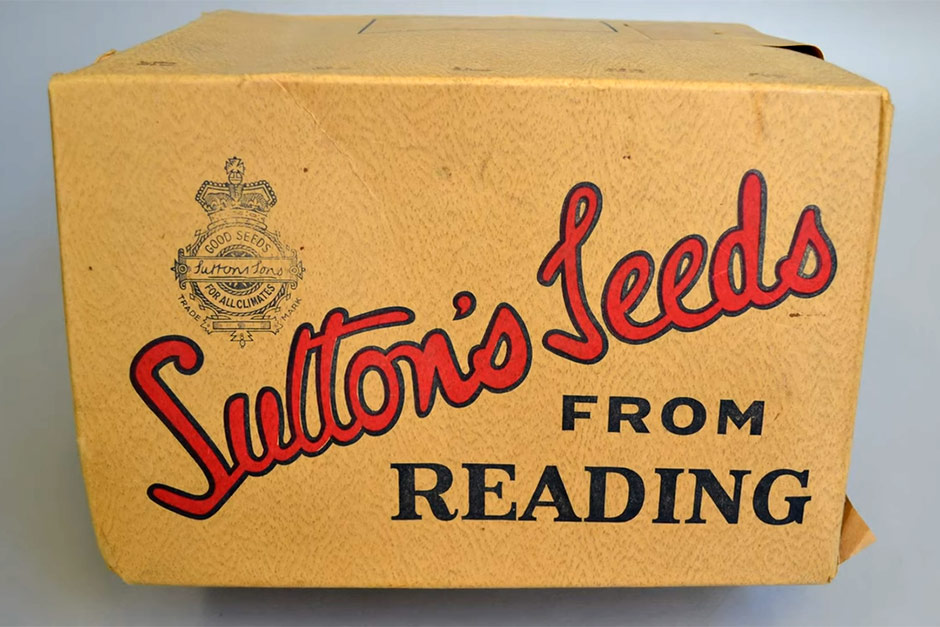 GOOD SEEDS
Suttons Sons
FOR ALL CLIMATES
TRADE MARK
Sutton's Seeds
FROM
READING